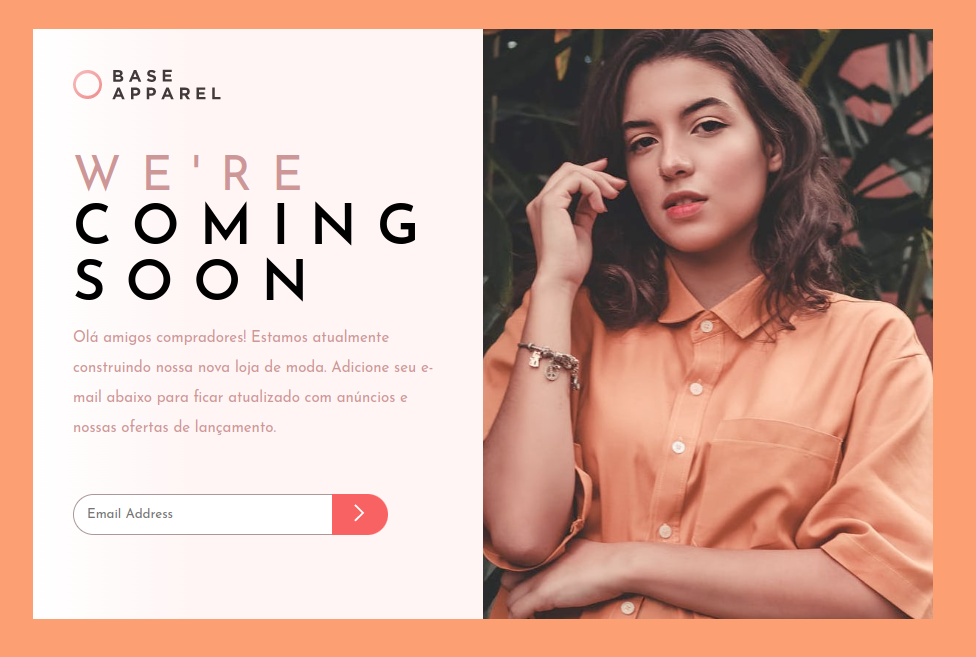 BASE
APPAREL
WE'RE
COMING
SOON
Olá amigos compradores! Estamos atualmente
construindo nossa nova loja de moda. Adicione seu e-
mail abaixo para ficar atualizado com anúncios e
nossas ofertas de lançamento.
Email Address